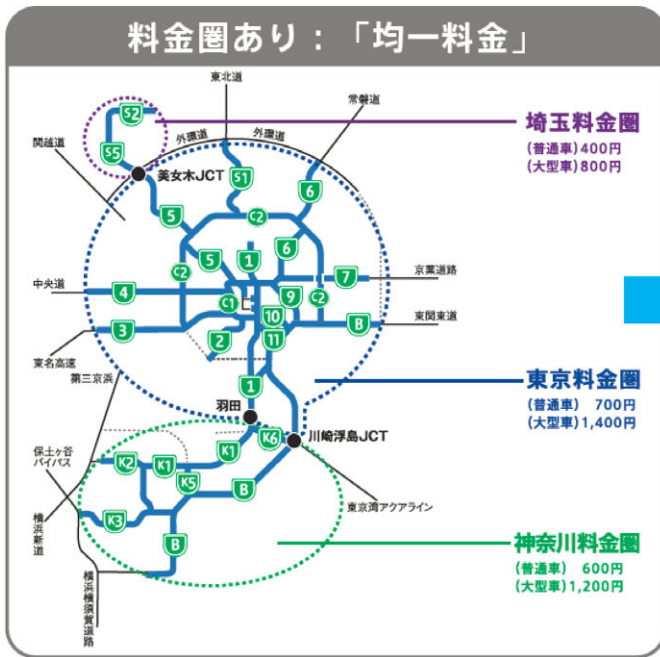 料金圏あり：「均一料金」
東北道
常磐道
外環道
外環道
関越道
埼玉料金圏
(普通車)400円
(大型車)800円
S2
S5
美女木JCT
S1
6
5
C2
5
1
6
C2
7
京葉道路
中央道
4
C1
9
C2
3
10
B
東関東道
2
11
東名高速
第三京浜
1
東京料金圏
(普通車) 700円
(大型車)1,400円
羽田
K6
川崎浮島JCT
保土ヶ谷
バイパス
K2
K1
K1
K5
B
東京湾アクアライン
K3
B
横浜新道
横浜横須賀道路
神奈川料金圏
(普通車) 600円
(大型車)1,200円